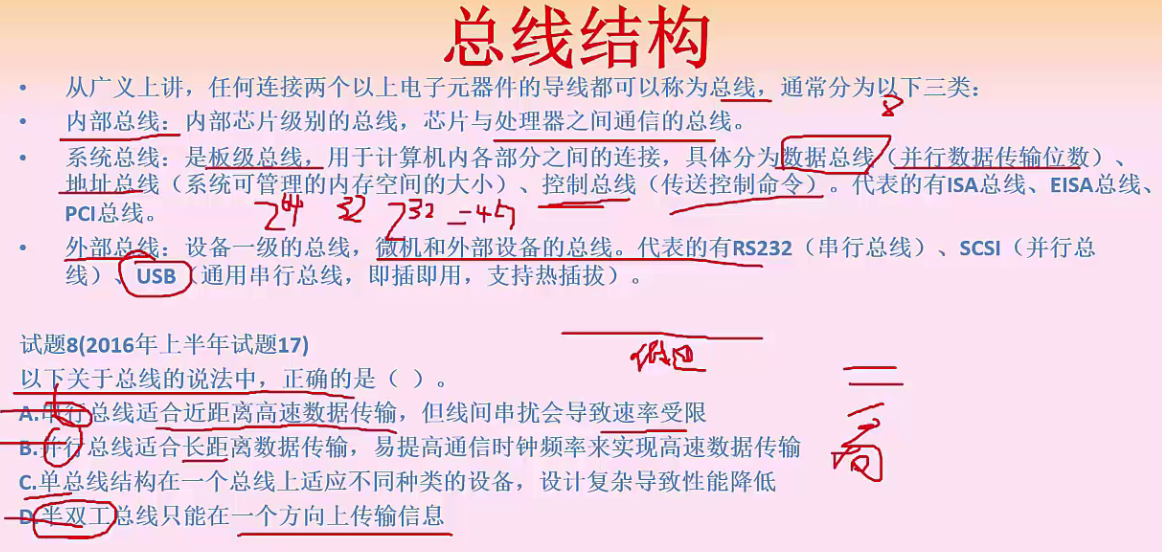 总线结构
• 从广义上讲，任何连接两个以上电子元器件的导线都可以称为总线，通常分为以下三类：
8
• 内部总线：内部芯片级别的总线，芯片与处理器之间通信的总线。
• 系统总线：是板级总线，用于计算机内各部分之间的连接，具体分为数据总线（并行数据传输位数）、
地址总线（系统可管理的内存空间的大小）、控制总线（传送控制命令）。代表的有ISA总线、EISA总线、
PCI总线。
2^64 32 2^32 =4G
• 外部总线：设备一级的总线，微机和外部设备的总线。代表的有RS232（串行总线）、SCSI（并行总
线）、USB（通用串行总线，即插即用，支持热插拔）。
试题8(2016年上半年试题17)
以下关于总线的说法中，正确的是（ ）。
A.串行总线适合近距离高速数据传输，但线间串扰会导致速率受限
B.并行总线适合长距离数据传输，易提高通信时钟频率来实现高速数据传输
C.单总线结构在一个总线上适应不同种类的设备，设计复杂导致性能降低
D.半双工总线只能在一个方向上传输信息